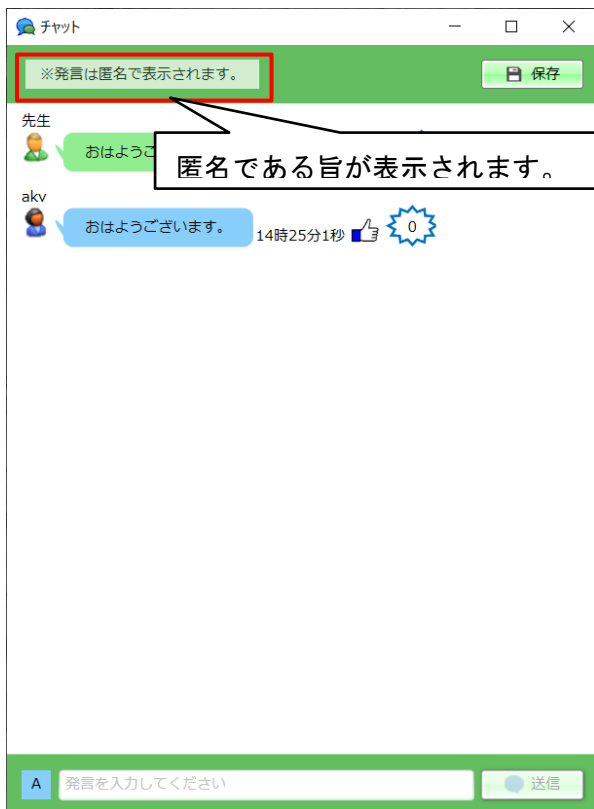 チャット
※発言は匿名で表示されます。
保存
先生
おはようご
匿名である旨が表示されます。
akv
おはようございます。
14時25分1秒
0
A
発言を入力してください
送信